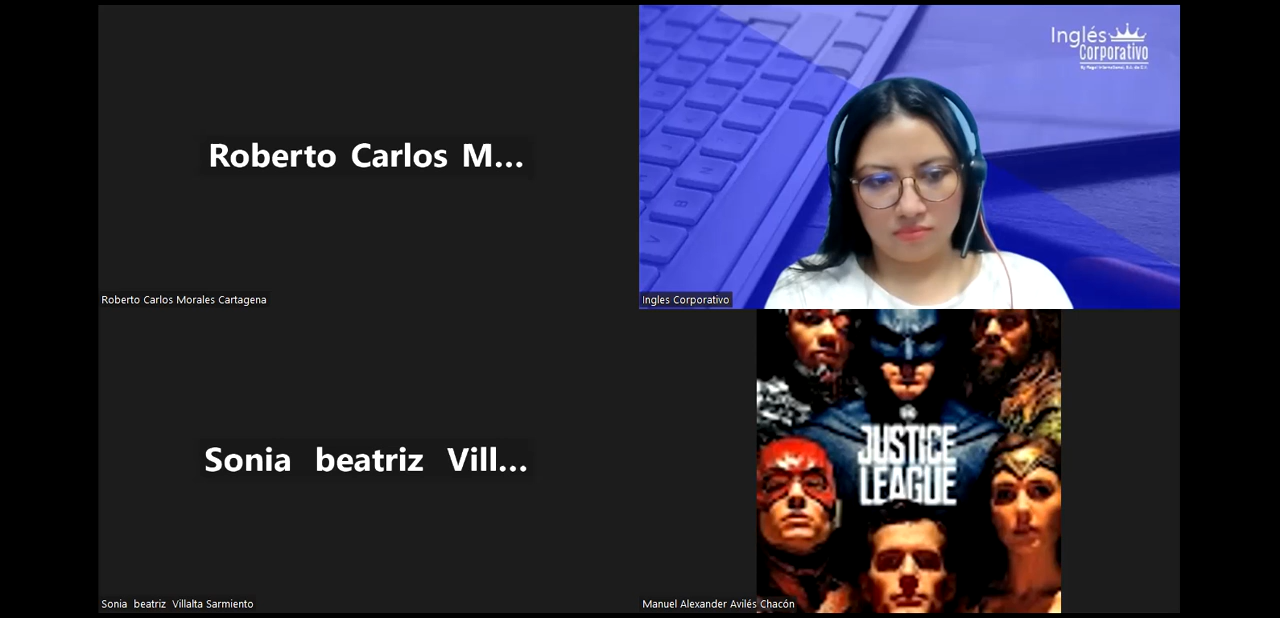 Roberto Carlos M...
Roberto Carlos Morales Cartagena
Inglés
Corporativo
Ingles Corporativo
Sonia beatriz Vill...
Sonia beatriz Villalta Sarmiento
JUSTICE
LEAGUE
Manuel Alexander Avilés Chacón